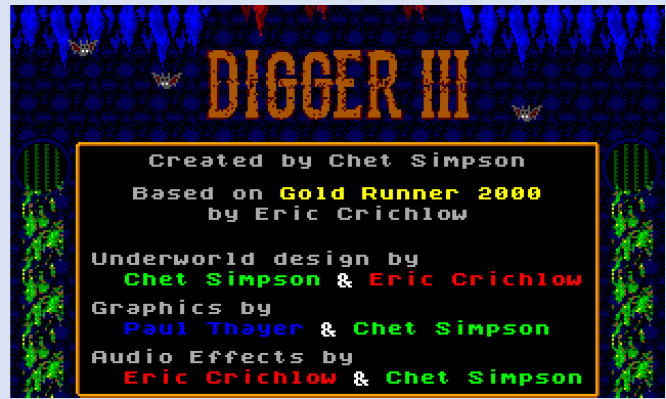 DIGGER III
Created by Chet Simpson
Based on Gold Runner 2000
by Eric Crichlow
Underworld design by
Chet Simpson & Eric Crichlow
Graphics by
Paul Thayer & Chet Simpson
Audio Effects by
Eric Crichlow & Chet Simpson